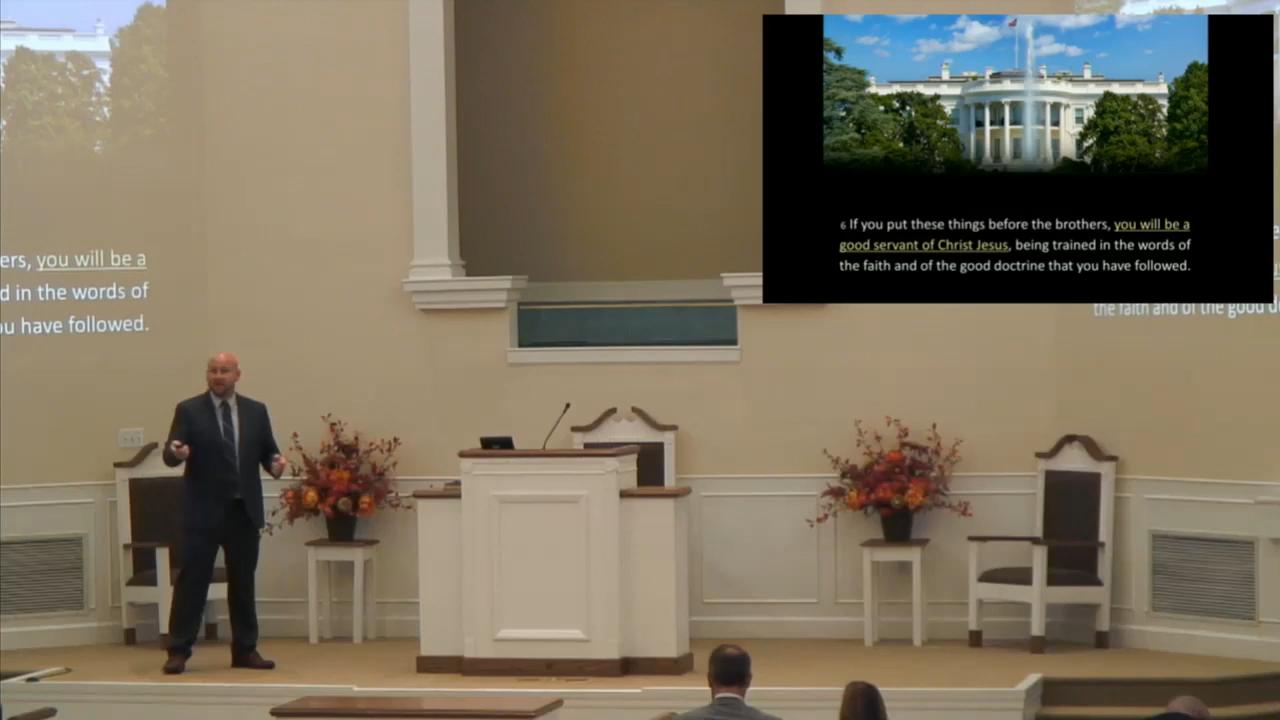 6 If you put these things before the brothers, you will be a
good servant of Christ Jesus, being trained in the words of
the faith and of the good doctrine that you have followed.
ers, you will be a
d in the words of
ou have followed.
the faith and of the good d